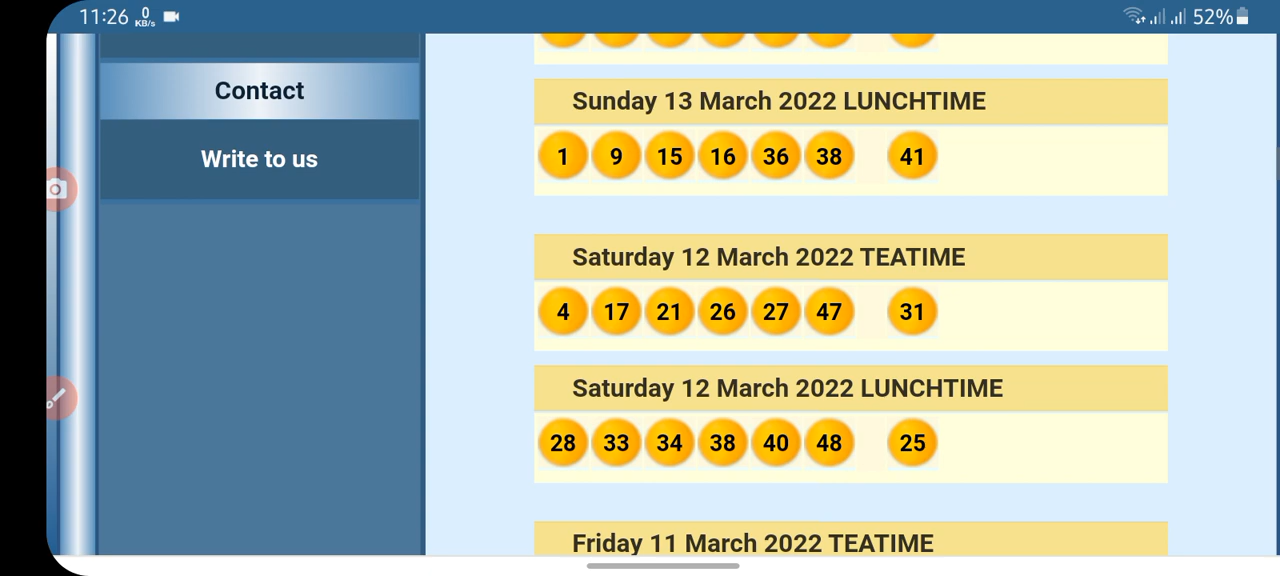 11:26 0 KB/s 52%
Contact
Write to us
Sunday 13 March 2022 LUNCHTIME
1 9 15 16 36 38 41
Saturday 12 March 2022 TEATIME
4 17 21 26 27 47 31
Saturday 12 March 2022 LUNCHTIME
28 33 34 38 40 48 25
Friday 11 March 2022 TEATIME